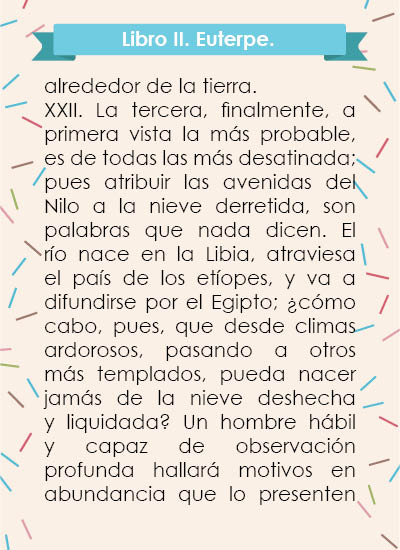 Libro II. Euterpe.
alrededor de la tierra.
XXII. La tercera, finalmente, a
primera vista la más probable,
es de todas las más desatinada;
pues atribuir las avenidas del
Nilo a la nieve derretida, son
palabras que nada dicen. El
río nace en la Libia, atraviesa
el país de los etíopes, y va a
difundirse por el Egipto; ¿cómo
cabo, pues, que desde climas
ardorosos, pasando a otros
más templados, pueda nacer
jamás de la nieve deshecha
y liquidada? Un hombre hábil
y capaz de observación
profunda hallará motivos en
abundancia que lo presenten